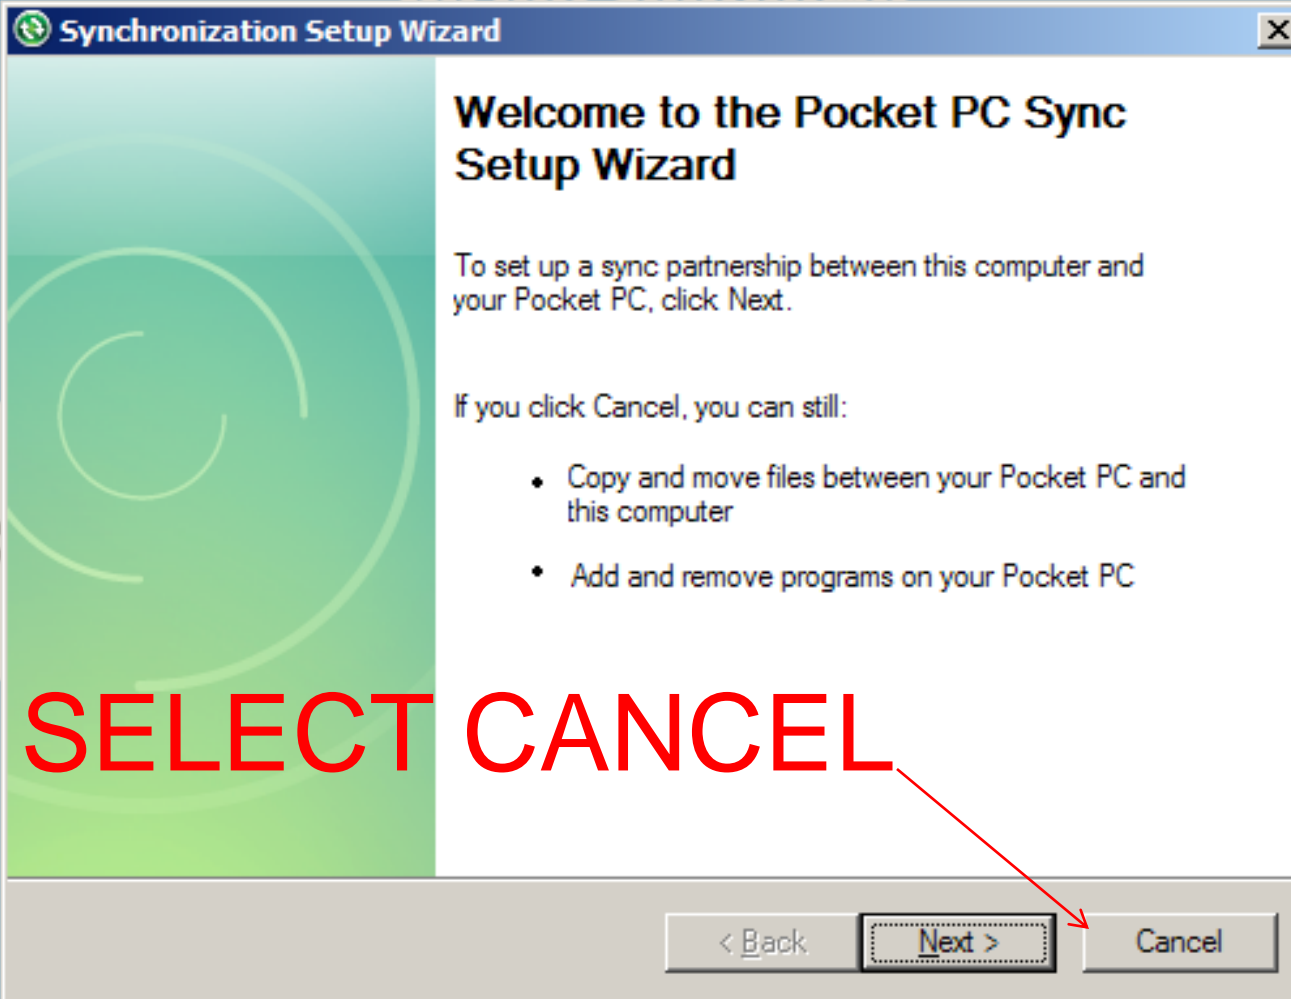 Synchronization Setup Wizard
Welcome to the Pocket PC Sync
Setup Wizard
To set up a sync partnership between this computer and
your Pocket PC, click Next.
If you click Cancel, you can still:
• Copy and move files between your Pocket PC and
this computer
• Add and remove programs on your Pocket PC
SELECT CANCEL
< Back Next > Cancel